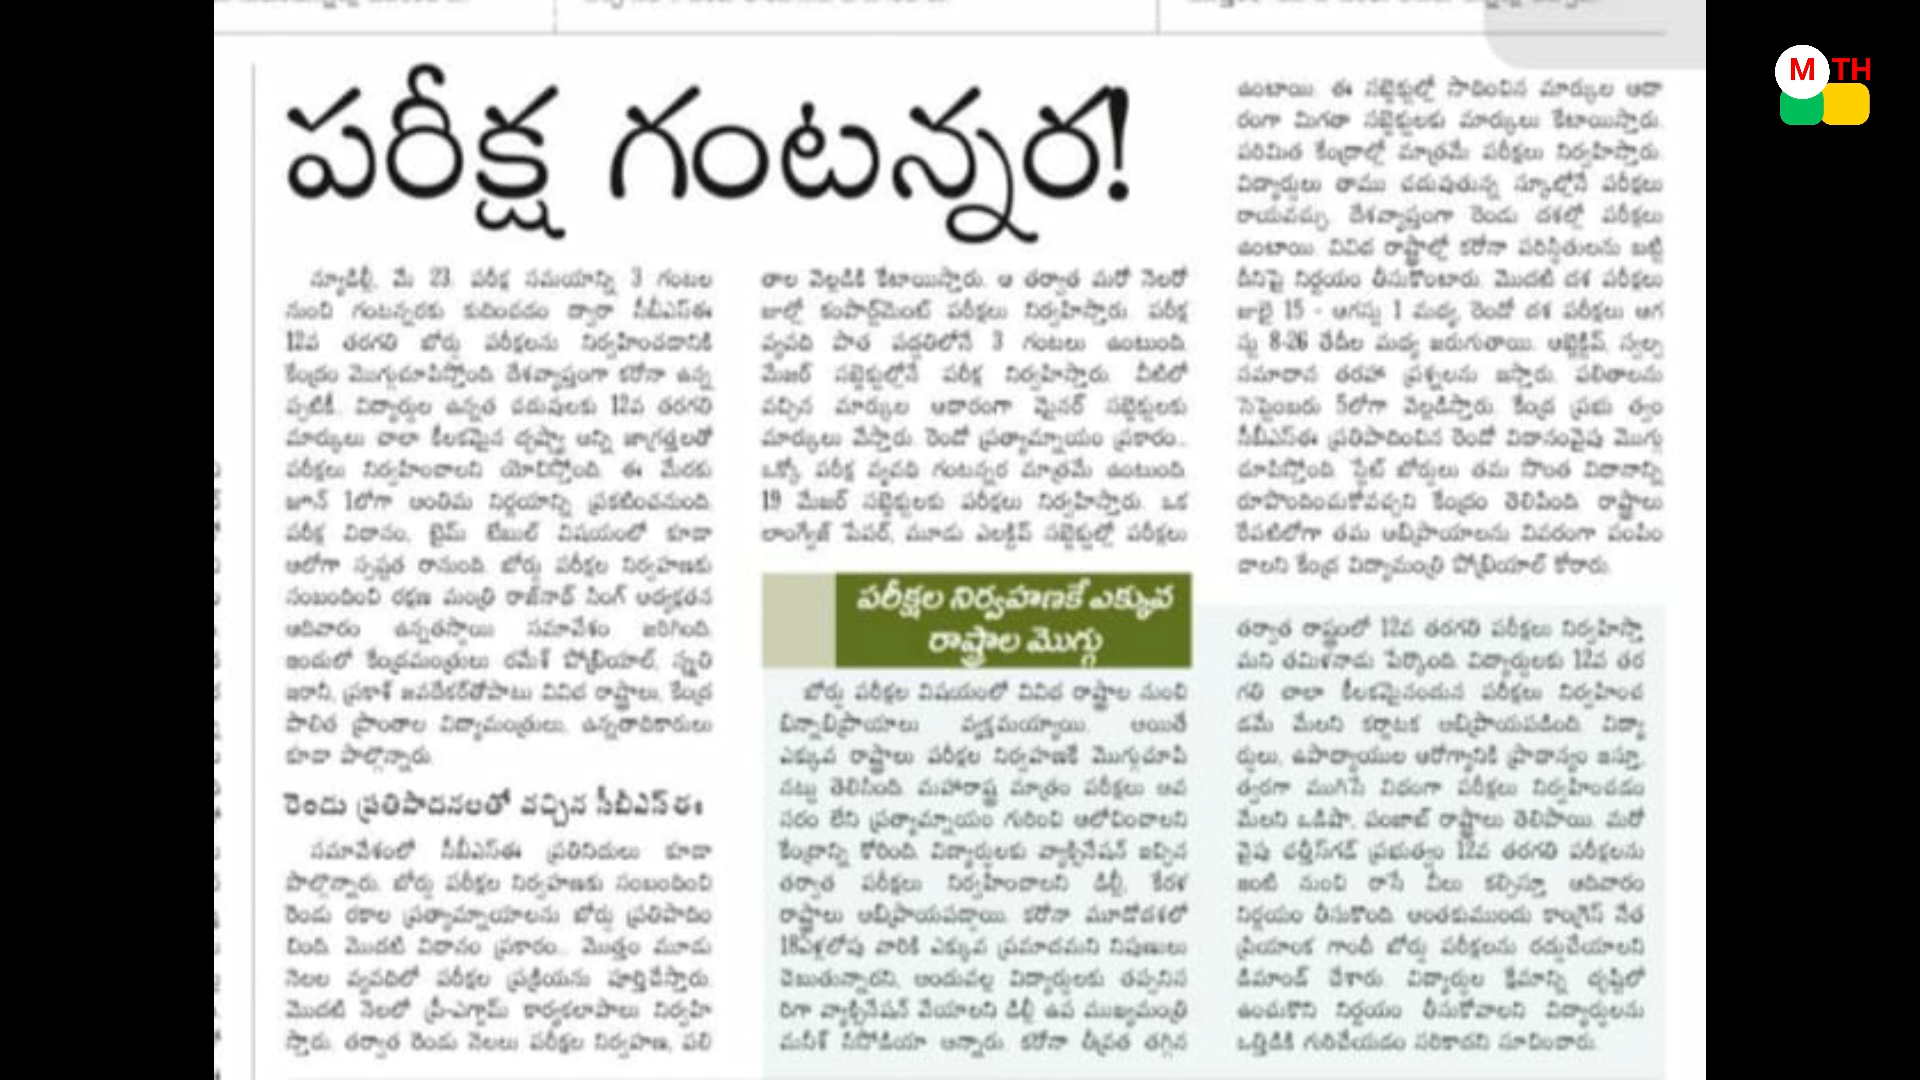 పరీక్ష గంటన్నర!
న్యూఢిల్లీ, మే 23: పరీక్ష సమయాన్ని 3 గంటల
నుంచి గంటన్నరకు కుదించడం ద్వారా సీబీఎస్ఈ
12వ తరగతి బోర్డు పరీక్షలను నిర్వహించడానికి
కేంద్రం మొగ్గుచూపిస్తోంది. దేశవ్యాప్తంగా కరోనా ఉన్న
ప్పటికీ.. విద్యార్థుల ఉన్నత చదువులకు 12వ తరగతి
మార్కులు చాలా కీలకమైన దృష్ట్యా అన్ని జాగ్రత్తలతో
పరీక్షలు నిర్వహించాలని యోచిస్తోంది. ఈ మేరకు
జూన్ 1లోగా అంతిమ నిర్ణయాన్ని ప్రకటించనుంది.
పరీక్ష విధానం, టైమ్ టేబుల్ విషయంలో కూడా
ఆలోగా స్పష్టత రానుంది. బోర్డు పరీక్షల నిర్వహణకు
సంబంధించి రక్షణ మంత్రి రాజ్‌నాథ్ సింగ్ అధ్యక్షతన
ఆదివారం ఉన్నతస్థాయి సమావేశం జరిగింది.
ఇందులో కేంద్రమంత్రులు రమేశ్ పోఖ్రియాల్, స్మృతి
ఇరానీ, ప్రకాశ్ జవదేకర్‌తోపాటు వివిధ రాష్ట్రాలు, కేంద్ర
పాలిత ప్రాంతాల విద్యామంత్రులు, ఉన్నతాధికారులు
కూడా పాల్గొన్నారు.
రెండు ప్రతిపాదనలతో వచ్చిన సీబీఎస్ఈ
సమావేశంలో సీబీఎస్ఈ ప్రతినిధులు కూడా
పాల్గొన్నారు. బోర్డు పరీక్షల నిర్వహణకు సంబంధించి
రెండు రకాల ప్రత్యామ్నాయాలను బోర్డు ప్రతిపాదిం
చింది. మొదటి విధానం ప్రకారం.. మొత్తం మూడు
నెలల వ్యవధిలో పరీక్షల ప్రక్రియను పూర్తిచేస్తారు.
మొదటి నెలలో ప్రీ-ఎగ్జామ్ కార్యకలాపాలు నిర్వహి
స్తారు. తర్వాత రెండు నెలలు పరీక్షల నిర్వహణ, ఫలి
తాల వెల్లడికి కేటాయిస్తారు. ఆ తర్వాత మరో నెలరో
జుల్లో కంపార్ట్‌మెంట్ పరీక్షలు నిర్వహిస్తారు. పరీక్ష
వ్యవధి పాత పద్ధతిలోనే 3 గంటలు ఉంటుంది.
మేజర్ సబ్జెక్టుల్లోనే పరీక్ష నిర్వహిస్తారు. వీటిలో
వచ్చిన మార్కుల ఆధారంగా మైనర్ సబ్జెక్టులకు
మార్కులు వేస్తారు. రెండో ప్రత్యామ్నాయం ప్రకారం..
ఒక్కో పరీక్ష వ్యవధి గంటన్నర మాత్రమే ఉంటుంది.
19 మేజర్ సబ్జెక్టులకు పరీక్షలు నిర్వహిస్తారు. ఒక
లాంగ్వేజ్ పేపర్, మూడు ఎలక్టివ్ సబ్జెక్టుల్లో పరీక్షలు
ఉంటాయి. ఈ సబ్జెక్టుల్లో సాధించిన మార్కుల ఆధా
రంగా మిగతా సబ్జెక్టులకు మార్కులు కేటాయిస్తారు.
పరిమిత కేంద్రాల్లో మాత్రమే పరీక్షలు నిర్వహిస్తారు.
విద్యార్థులు తాము చదువుతున్న స్కూల్లోనే పరీక్షలు
రాయవచ్చు. దేశవ్యాప్తంగా రెండు దశల్లో పరీక్షలు
ఉంటాయి. వివిధ రాష్ట్రాల్లో కరోనా పరిస్థితులను బట్టి
దీనిపై నిర్ణయం తీసుకొంటారు. మొదటి దశ పరీక్షలు
జులై 15 - ఆగస్టు 1 మధ్య, రెండో దశ పరీక్షలు ఆగ
స్టు 8-26 తేదీల మధ్య జరుగుతాయి. ఆబ్జెక్టివ్, స్వల్ప
సమాధాన తరహా ప్రశ్నలను ఇస్తారు. ఫలితాలను
సెప్టెంబరు 5లోగా వెల్లడిస్తారు. కేంద్ర ప్రభు త్వం
సీబీఎస్ఈ ప్రతిపాదించిన రెండో విధానంవైపు మొగ్గు
చూపిస్తోంది. స్టేట్ బోర్డులు తమ సొంత విధానాన్ని
రూపొందించుకోవచ్చని కేంద్రం తెలిపింది. రాష్ట్రాలు
రేపటిలోగా తమ అభిప్రాయాలను వివరంగా పంపిం
చాలని కేంద్ర విద్యామంత్రి పోఖ్రియాల్ కోరారు.
పరీక్షల నిర్వహణకే ఎక్కువ
రాష్ట్రాల మొగ్గు
బోర్డు పరీక్షల విషయంలో వివిధ రాష్ట్రాల నుంచి
భిన్నాభిప్రాయాలు వ్యక్తమయ్యాయి. అయితే
ఎక్కువ రాష్ట్రాలు పరీక్షల నిర్వహణకే మొగ్గుచూపి
నట్టు తెలిసింది. మహారాష్ట్ర మాత్రం పరీక్షలు అవ
సరం లేని ప్రత్యామ్నాయం గురించి ఆలోచించాలని
కేంద్రాన్ని కోరింది. విద్యార్థులకు వ్యాక్సినేషన్ ఇచ్చిన
తర్వాత పరీక్షలు నిర్వహించాలని ఢిల్లీ, కేరళ
రాష్ట్రాలు అభిప్రాయపడ్డాయి. కరోనా మూడోదశలో
18ఏళ్లలోపు వారికి ఎక్కువ ప్రమాదమని నిపుణులు
చెబుతున్నారని, అందువల్ల విద్యార్థులకు తప్పనిస
రిగా వ్యాక్సినేషన్ వేయాలని ఢిల్లీ ఉప ముఖ్యమంత్రి
మనీశ్ సిసోడియా అన్నారు. కరోనా తీవ్రత తగ్గిన
తర్వాత రాష్ట్రంలో 12వ తరగతి పరీక్షలు నిర్వహిస్తా
మని తమిళనాడు పేర్కొంది. విద్యార్థులకు 12వ తర
గతి చాలా కీలకమైనందున పరీక్షలు నిర్వహించ
డమే మేలని కర్ణాటక అభిప్రాయపడింది. విద్యా
ర్థులు, ఉపాధ్యాయుల ఆరోగ్యానికి ప్రాధాన్యం ఇస్తూ,
త్వరగా ముగిసే విధంగా పరీక్షలు నిర్వహించడం
మేలని ఒడిషా, పంజాబ్ రాష్ట్రాలు తెలిపాయి. మరో
వైపు ఛత్తీస్‌గఢ్ ప్రభుత్వం 12వ తరగతి పరీక్షలను
ఇంటి నుంచి రాసే వీలు కల్పిస్తూ ఆదివారం
నిర్ణయం తీసుకొంది. అంతకుముందు కాంగ్రెస్ నేత
ప్రియాంక గాంధీ బోర్డు పరీక్షలను రద్దుచేయాలని
డిమాండ్ చేశారు. విద్యార్థుల క్షేమాన్ని దృష్టిలో
ఉంచుకొని నిర్ణయం తీసుకోవాలని విద్యార్థులను
ఒత్తిడికి గురిచేయడం సరికాదని సూచించారు.
M TH